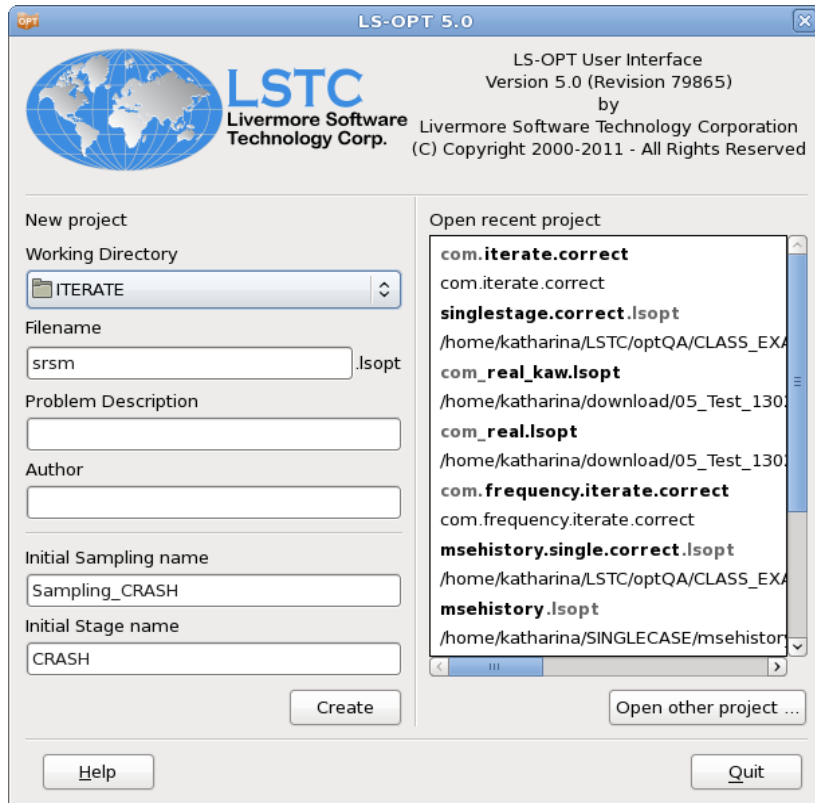 OPT
LS-OPT 5.0
LSTC
Livermore Software
Technology Corp.
LS-OPT User Interface
Version 5.0 (Revision 79865)
by
Livermore Software Technology Corporation
(C) Copyright 2000-2011 - All Rights Reserved
New project
Working Directory
ITERATE
Filename
srsm .lsopt
Problem Description
Author
Initial Sampling name
Sampling_CRASH
Initial Stage name
CRASH
Create
Open recent project
com.iterate.correct
com.iterate.correct
singlestage.correct.lsopt
/home/katharina/LSTC/optQA/CLASS_EXA
com_real_kaw.lsopt
/home/katharina/download/05_Test_130
com_real.lsopt
/home/katharina/download/05_Test_130
com.frequency.iterate.correct
com.frequency.iterate.correct
msehistory.single.correct.lsopt
/home/katharina/LSTC/optQA/CLASS_EXA
msehistory.lsopt
/home/katharina/SINGLECASE/msehistory
Open other project ...
Help
Quit